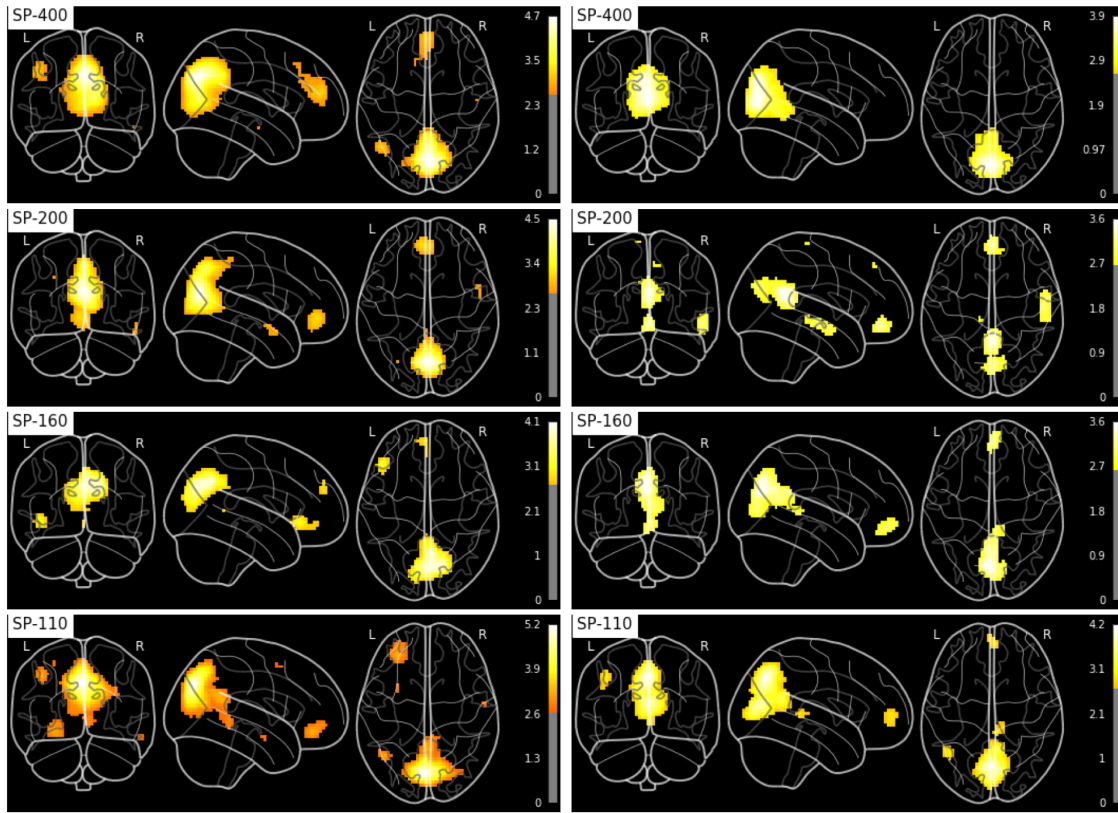 SP-400
L R
4.7
3.5
2.3
1.2
0
SP-400
L R
3.9
2.9
1.9
0.97
0
SP-200
L R
L R
4.5
3.4
2.3
1.1
0
SP-200
L R
L R
3.6
2.7
1.8
0.9
0
SP-160
L R
L R
4.1
3.1
2.1
1
0
SP-160
L R
L R
3.6
2.7
1.8
0.9
0
SP-110
L R
L R
5.2
3.9
2.6
1.3
0
SP-110
L R
L R
4.2
3.1
2.1
1
0